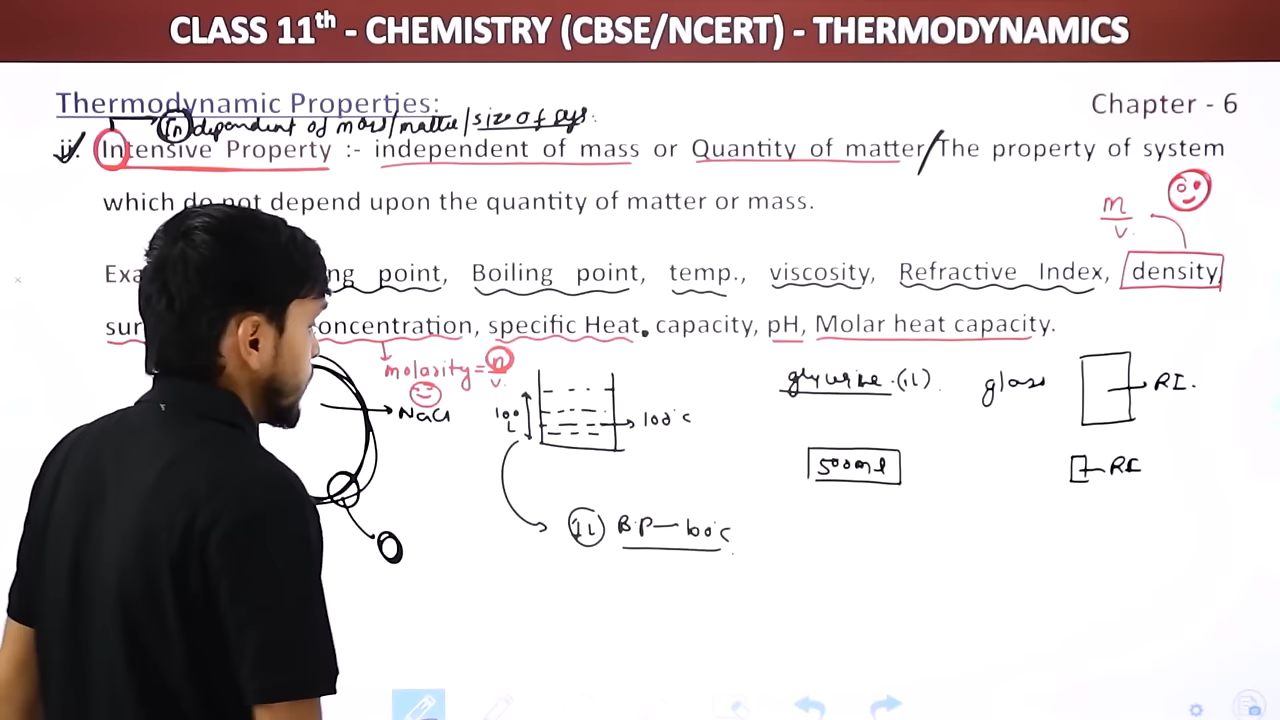 CLASS 11th - CHEMISTRY (CBSE/NCERT) - THERMODYNAMICS
Thermodynamic Properties: Chapter - 6
Independent of mass/matter/size of sys.
ii. Intensive Property :- independent of mass or Quantity of matter/The property of system
which do not depend upon the quantity of matter or mass.
m
v.
Exa ng point, Boiling point, temp., viscosity, Refractive Index, density,
sur oncentration, specific Heat. capacity, pH, Molar heat capacity.
molarity = n
v.
NaCl
100
L
100°C
(1L)
glass
RI.
500ml
RI
1L B.P — 100°C